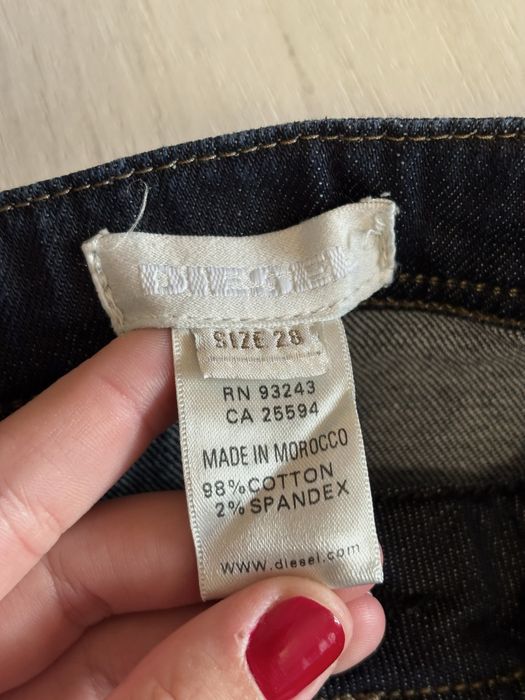 DIESEL
SIZE 28
RN 93243
CA 25594
MADE IN MOROCCO
98% COTTON
2% SPANDEX
www.diesel.com